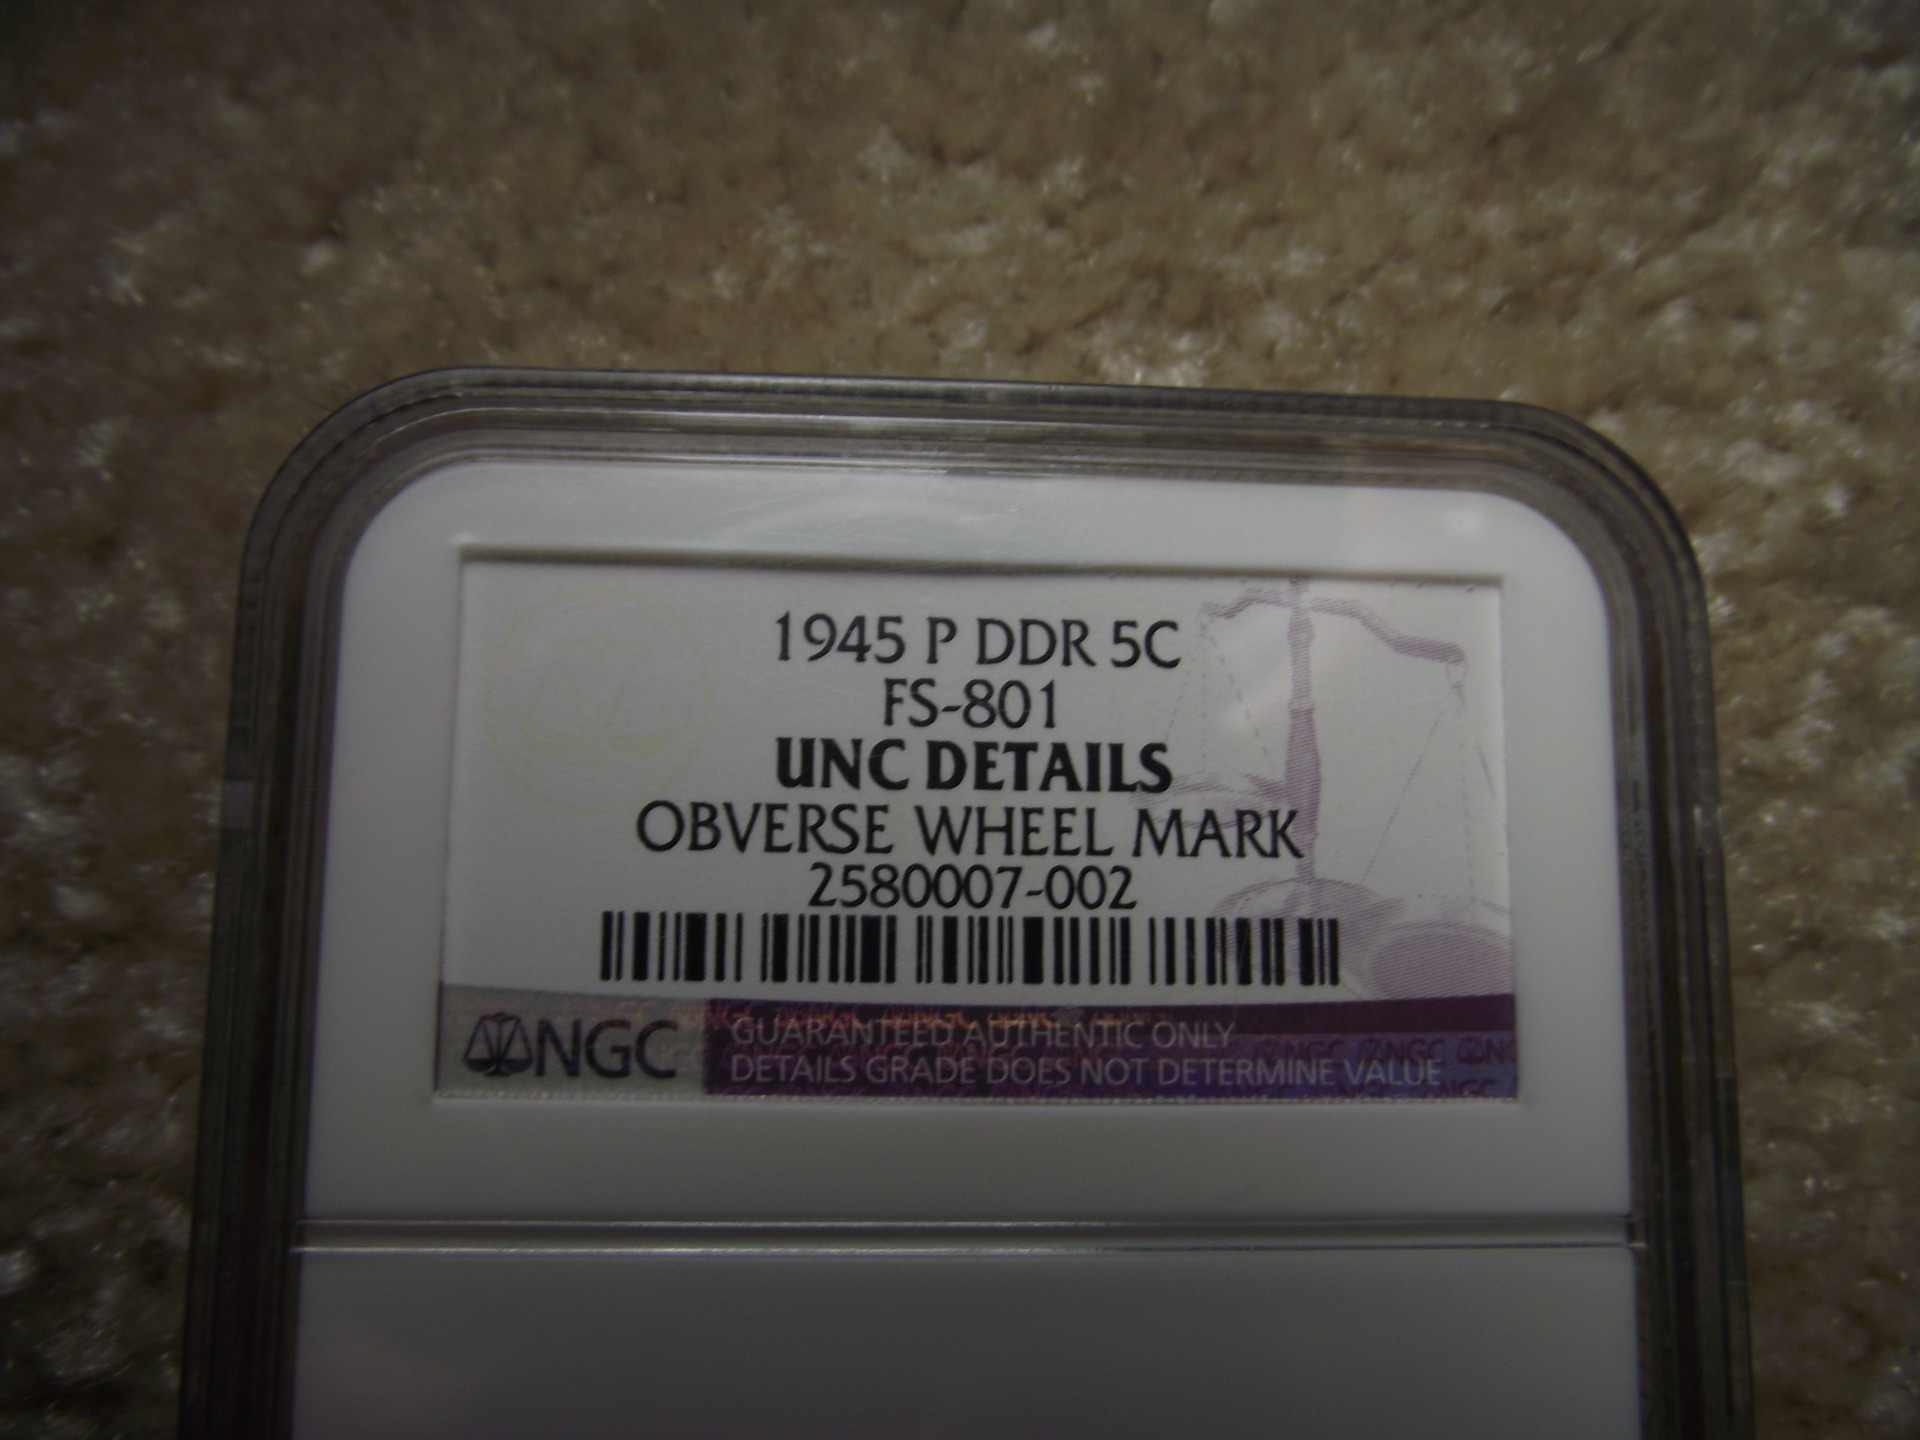 1945 P DDR 5C
FS-801
UNC DETAILS
OBVERSE WHEEL MARK
2580007-002
NGC
GUARANTEED AUTHENTIC ONLY
DETAILS GRADE DOES NOT DETERMINE VALUE